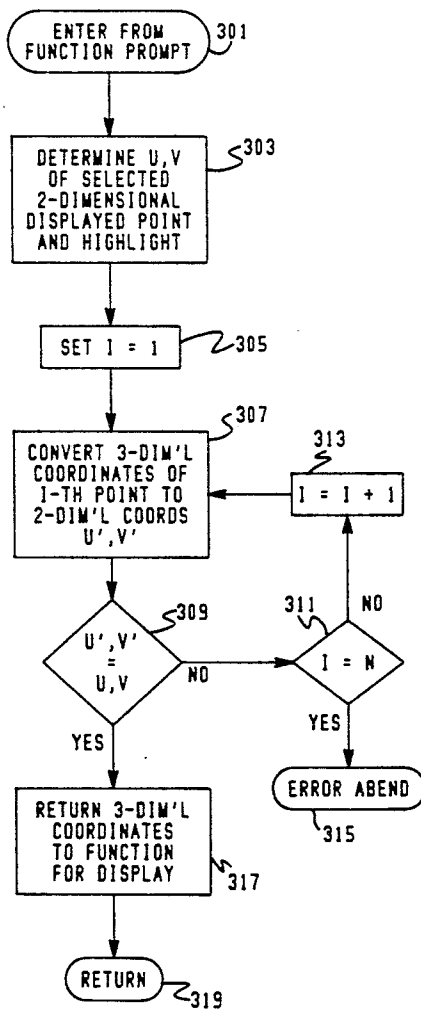 ENTER FROM
FUNCTION PROMPT
301
303
DETERMINE U,V
OF SELECTED
2-DIMENSIONAL
DISPLAYED POINT
AND HIGHLIGHT
SET I = 1
305
307
CONVERT 3-DIM'L
COORDINATES OF
I-TH POINT TO
2-DIM'L COORDS
U',V'
313
I = I + 1
309
U',V'
=
U,V
NO
311
I = N
NO
YES
YES
ERROR ABEND
315
RETURN 3-DIM'L
COORDINATES
TO FUNCTION
FOR DISPLAY
317
RETURN
319